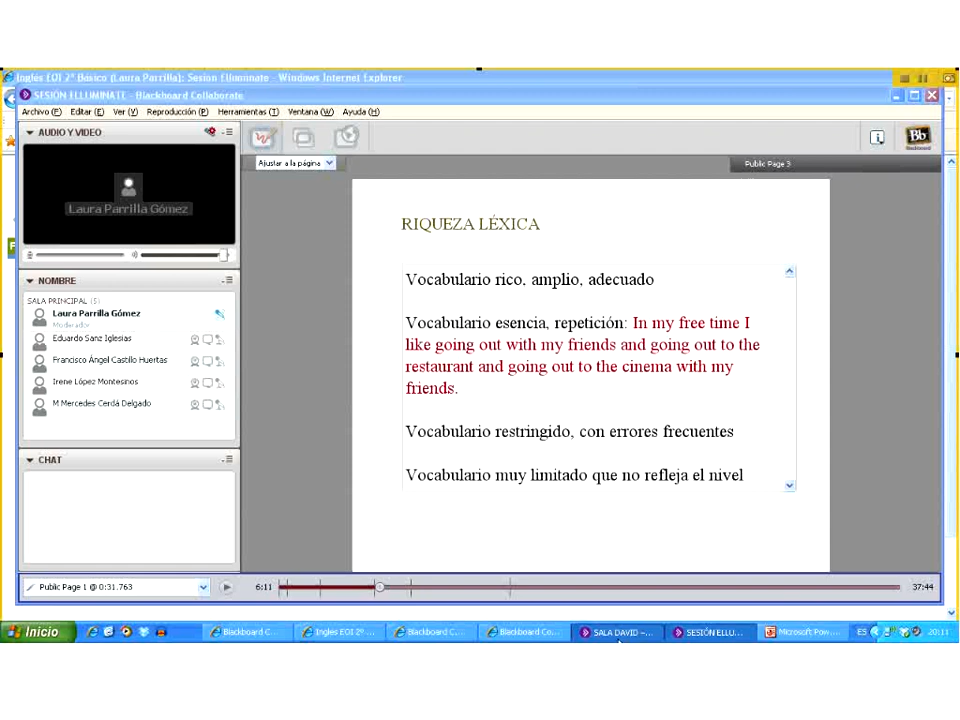 Inglés EOI 2º Básico (Laura Parrilla): Sesión Elluminate - Windows Internet Explorer
SESIÓN ELLUMINATE - Blackboard Collaborate
Archivo (F) Editar (E) Ver (V) Reproducción (P) Herramientas (T) Ventana (W) Ayuda (H)
AUDIO Y VIDEO
Laura Parrilla Gómez
Ajustar a la página
Public Page 3
Bb
RIQUEZA LÉXICA
Vocabulario rico, amplio, adecuado
Vocabulario esencia, repetición: In my free time I
like going out with my friends and going out to the
restaurant and going out to the cinema with my
friends.
Vocabulario restringido, con errores frecuentes
Vocabulario muy limitado que no refleja el nivel
NOMBRE
SALA PRINCIPAL (5)
Laura Parrilla Gómez
Moderador
Eduardo Sanz Iglesias
Francisco Ángel Castillo Huertas
Irene López Montesinos
M Mercedes Cerdá Delgado
CHAT
Public Page 1 @ 0:31.763
6:11
37:44
Inicio
Blackboard C...
Ingles EOI 2º...
Blackboard C...
Blackboard Co...
SALA DAVID -...
SESIÓN ELLU...
Microsoft Pow...
ES
20:11